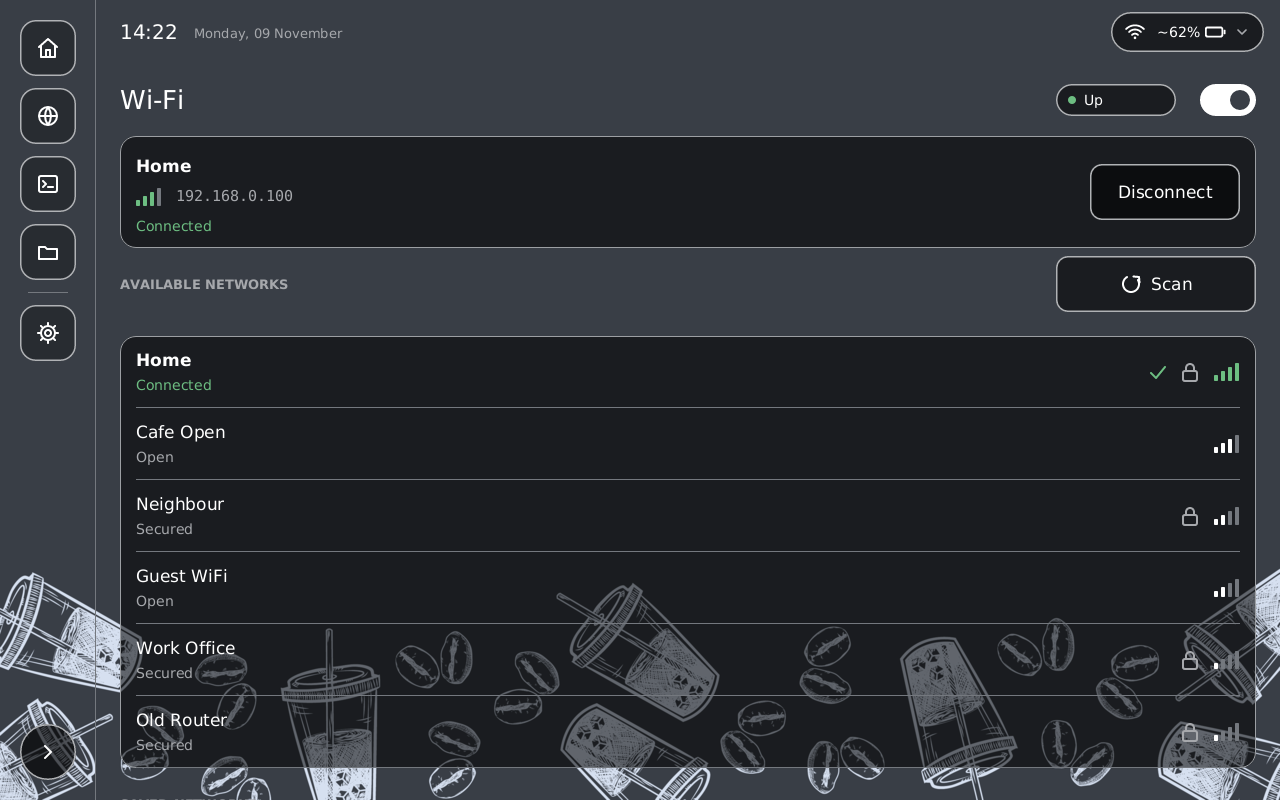 14:22 Monday, 09 November
~62%
Wi-Fi
Up
Home
192.168.0.100
Connected
Disconnect
AVAILABLE NETWORKS
Scan
Home
Connected
Cafe Open
Open
Neighbour
Secured
Guest WiFi
Open
Work Office
Secured
Old Router
Secured